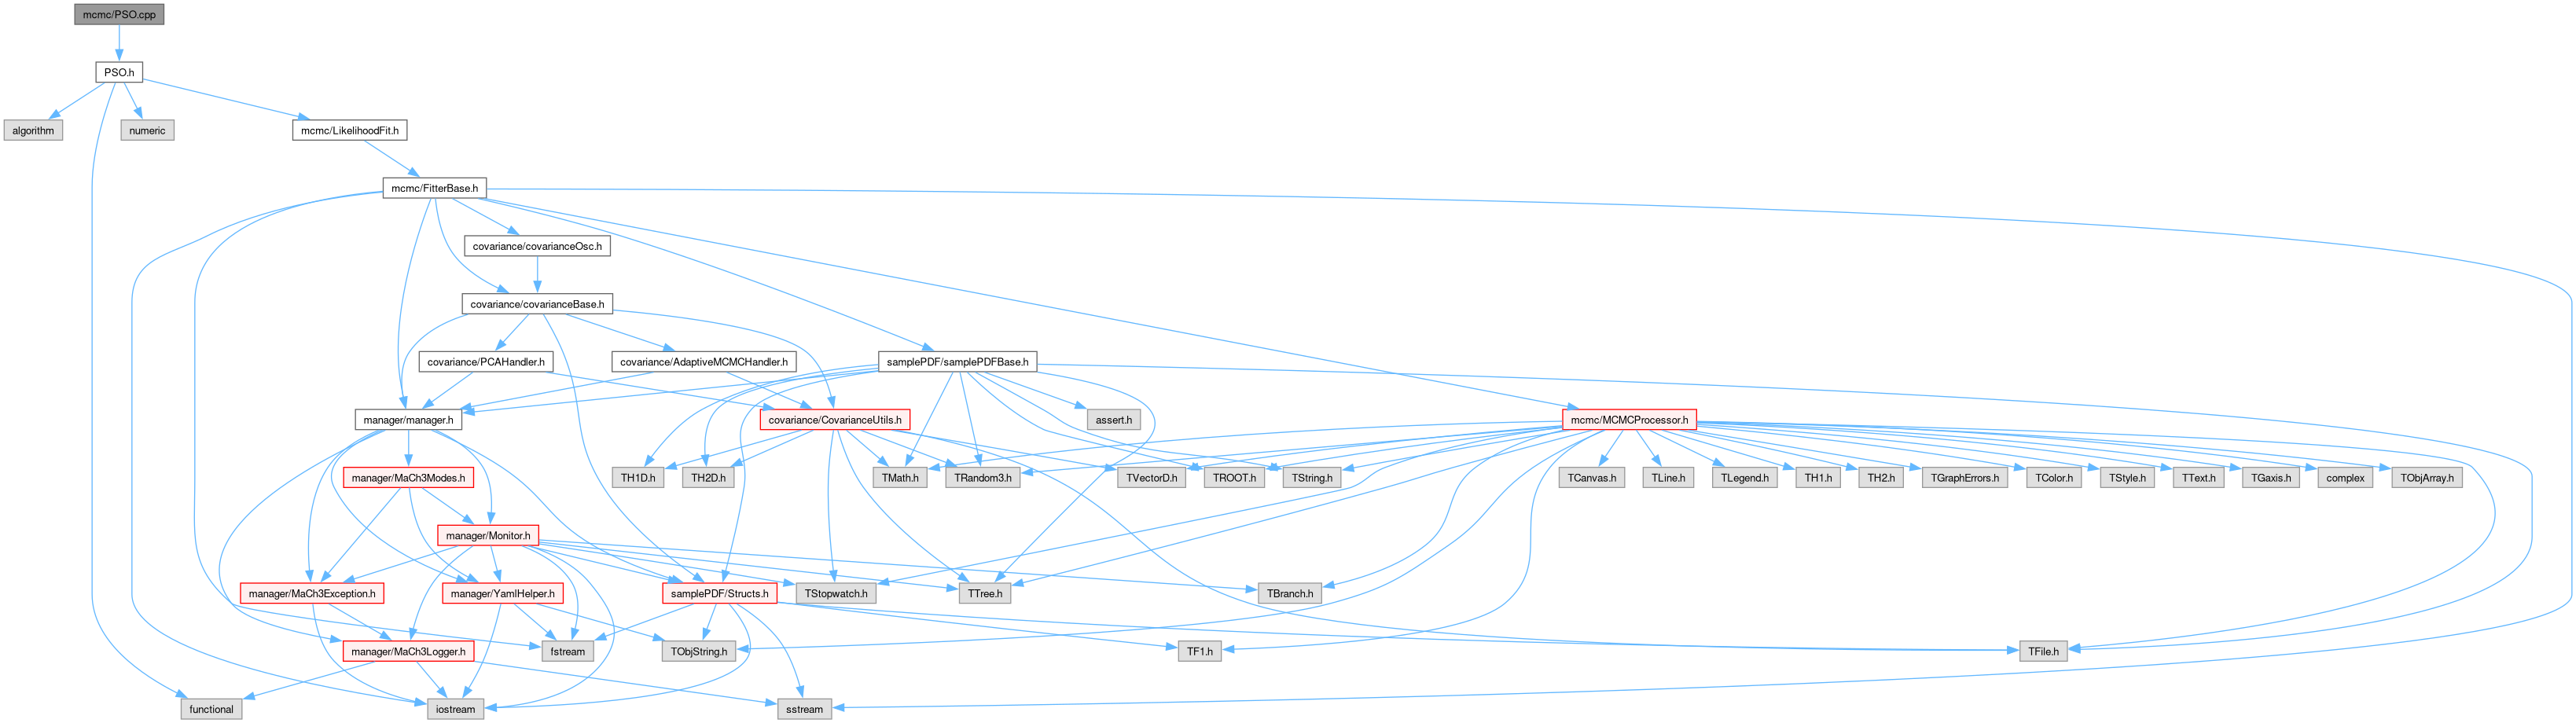 mcmc/PSO.cpp
PSO.h
algorithm
numeric
mcmc/LikelihoodFit.h
mcmc/FitterBase.h
covariance/covarianceOsc.h
covariance/covarianceBase.h
covariance/PCAHandler.h
covariance/AdaptiveMCMCHandler.h
samplePDF/samplePDFBase.h
manager/manager.h
covariance/CovarianceUtils.h
assert.h
mcmc/MCMCProcessor.h
manager/MaCh3Modes.h
TH1D.h
TH2D.h
TMath.h
TRandom3.h
TVectorD.h
TROOT.h
TString.h
TCanvas.h
TLine.h
TLegend.h
TH1.h
TH2.h
TGraphErrors.h
TColor.h
TStyle.h
TText.h
TGaxis.h
complex
TObjArray.h
manager/Monitor.h
manager/MaCh3Exception.h
manager/YamlHelper.h
samplePDF/Structs.h
TStopwatch.h
TTree.h
TBranch.h
manager/MaCh3Logger.h
fstream
TObjString.h
TF1.h
TFile.h
functional
iostream
sstream